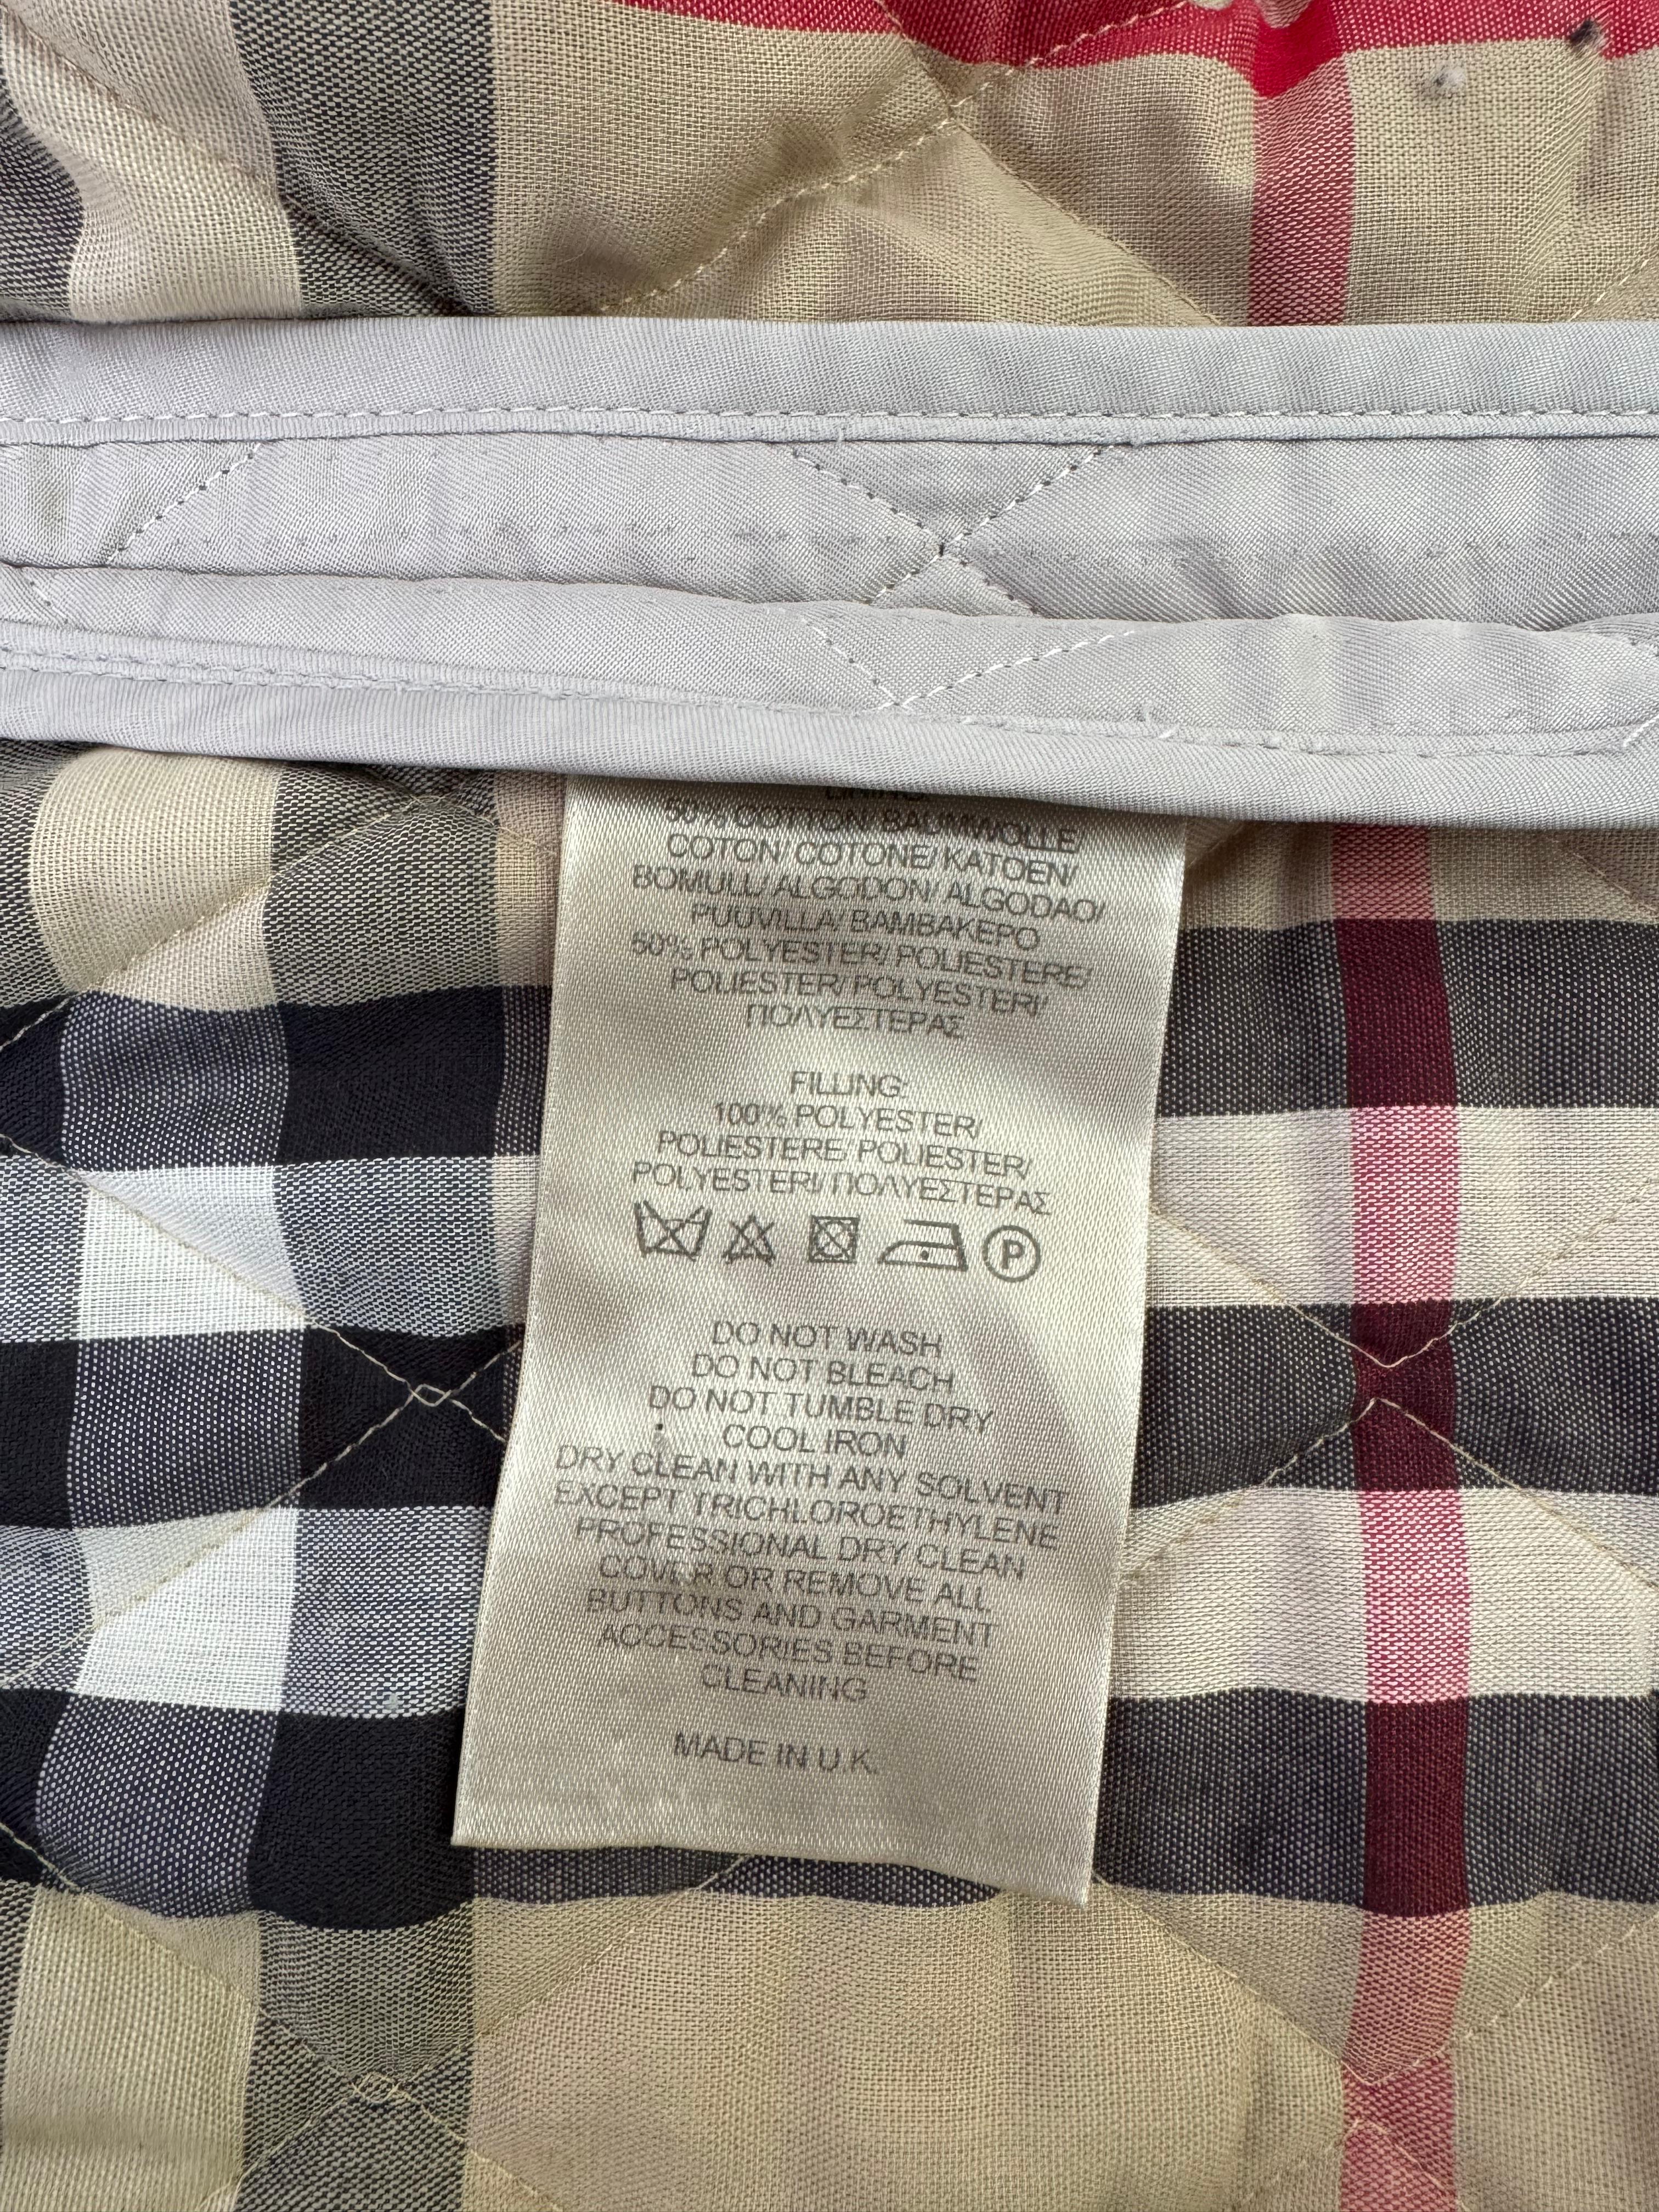 50% COTTON/ BAUMWOLLE/
COTON/ COTONE/ KATOEN/
BOMULL/ ALGODON/ ALGODAO/
PUUVILLA/ BAMBAKEPO
50% POLYESTER/ POLIESTERE/
POLIESTER/ POLYESTERI/
ΠΟΛΥΕΣΤΕΡΑΣ
FILLING:
100% POLYESTER/
POLIESTERE/ POLIESTER/
POLYESTERI/ ΠΟΛΥΕΣΤΕΡΑΣ
P
DO NOT WASH
DO NOT BLEACH
DO NOT TUMBLE DRY
COOL IRON
DRY CLEAN WITH ANY SOLVENT
EXCEPT TRICHLOROETHYLENE
PROFESSIONAL DRY CLEAN
COVER OR REMOVE ALL
BUTTONS AND GARMENT
ACCESSORIES BEFORE
CLEANING
MADE IN U.K.